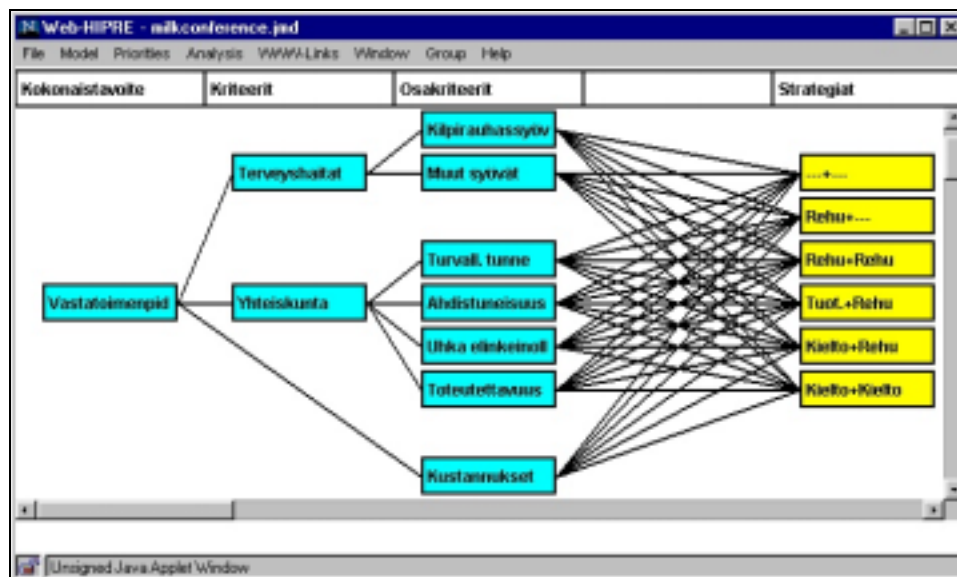 Web-HIPRE - milkconference.jmd
File Model Priorities Analysis WWW-Links Window Group Help
Kokonaistavoite Kriteerit Osakriteerit Strategiat
Kilpirauhassyöv
Terveyshaitat Muut syövät ---+---
Rehu+---
Turvall. tunne Rehu+Rehu
Vastatoimenpid Yhteiskunta Ahdistuneisuus Tuot.+Rehu
Uhka elinkeinoll Kielto+Rehu
Toteutettavuus Kielto+Kielto
Kustannukset
Unsigned Java Applet Window